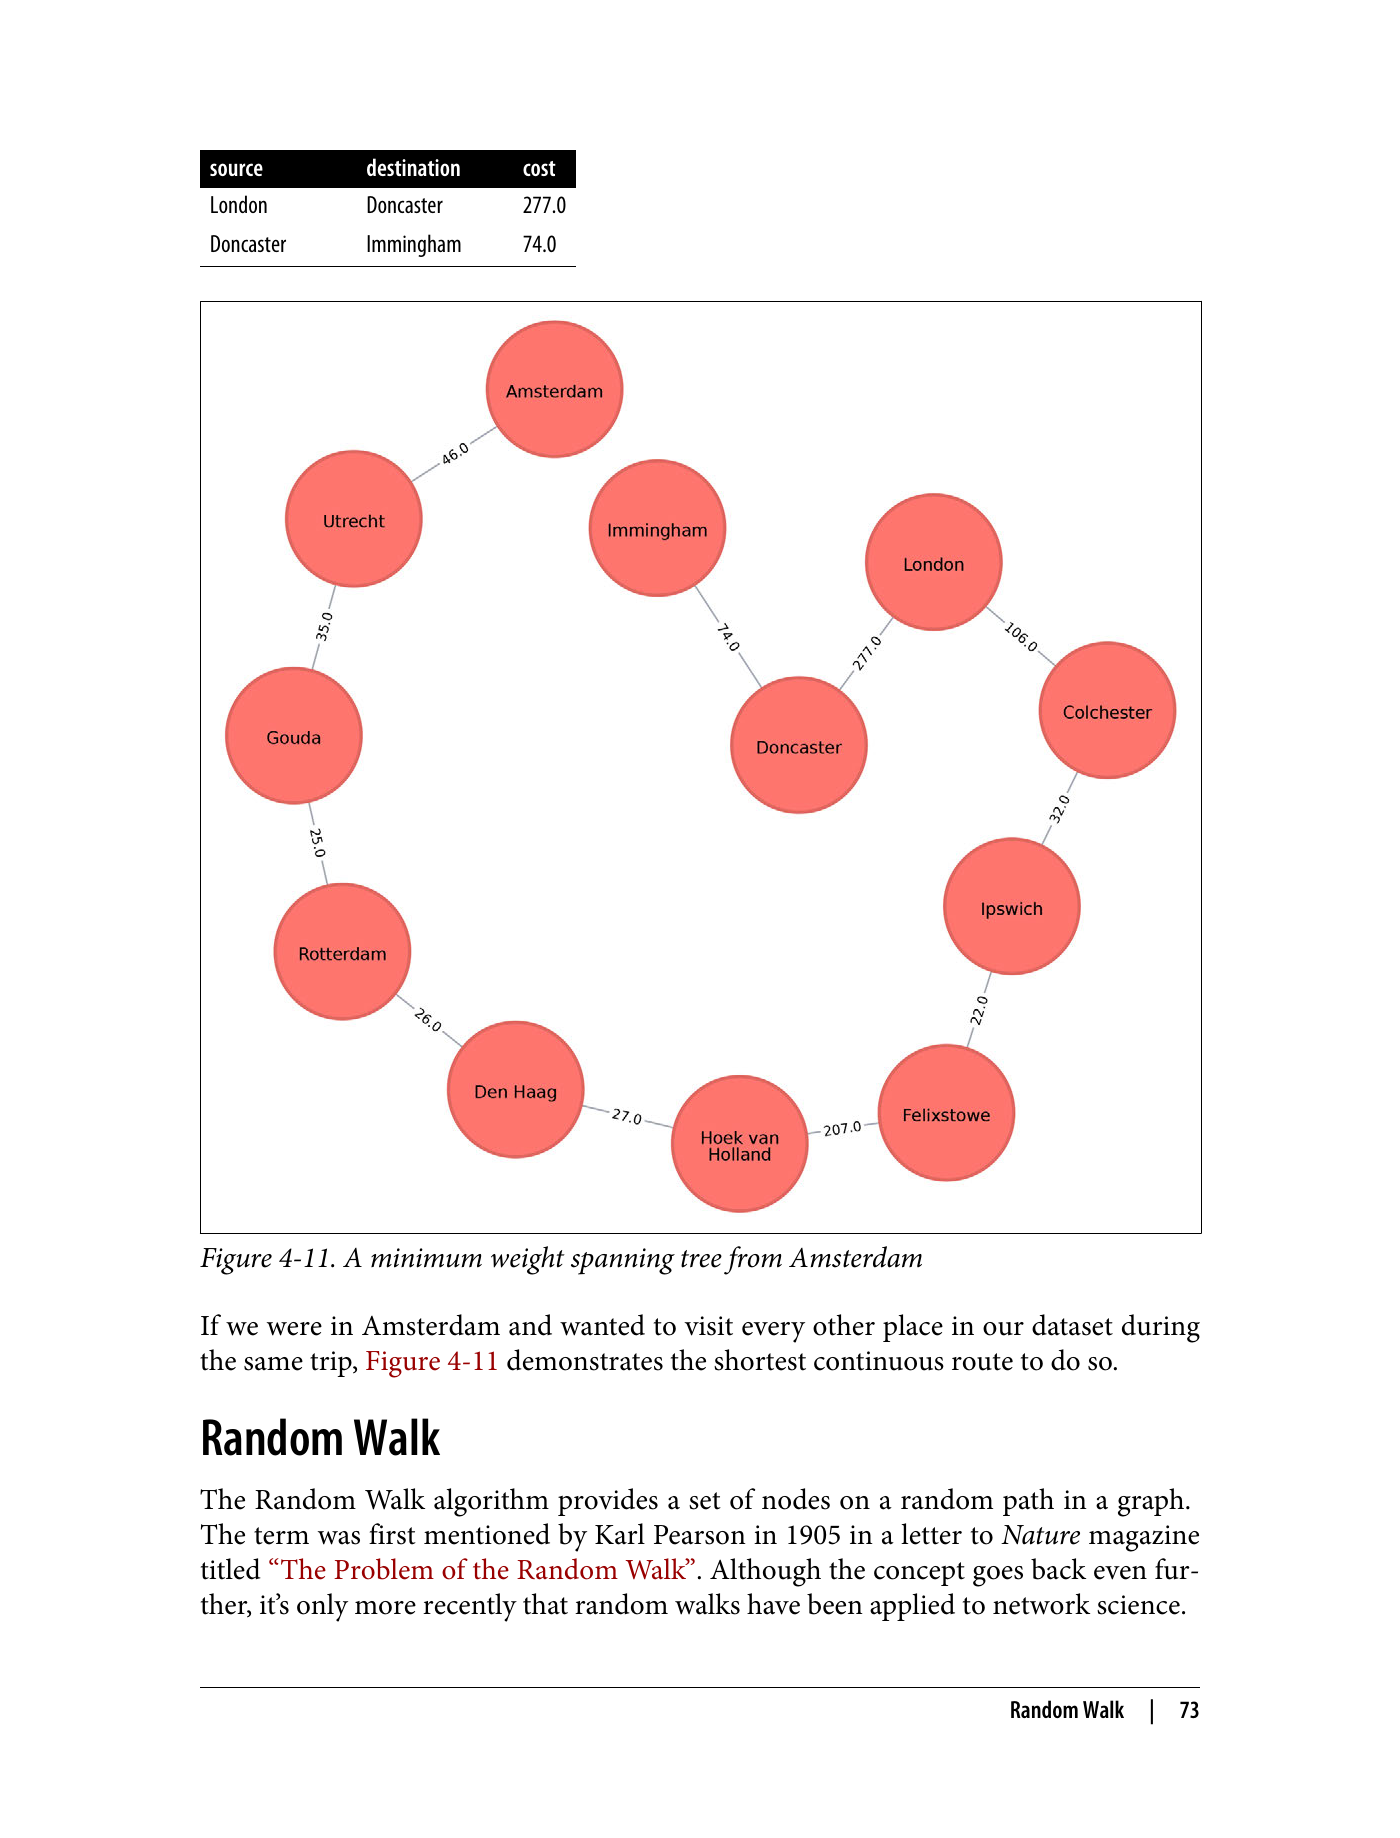 source destination cost
London Doncaster 277.0
Doncaster Immingham 74.0
Amsterdam
46.0
Utrecht
Immingham
London
35.0
74.0
277.0
106.0
Gouda
Doncaster
Colchester
25.0
32.0
Rotterdam
Ipswich
26.0
22.0
Den Haag
27.0
Hoek van
Holland
207.0
Felixstowe
Figure 4-11. A minimum weight spanning tree from Amsterdam
If we were in Amsterdam and wanted to visit every other place in our dataset during
the same trip, Figure 4-11 demonstrates the shortest continuous route to do so.
Random Walk
The Random Walk algorithm provides a set of nodes on a random path in a graph.
The term was first mentioned by Karl Pearson in 1905 in a letter to Nature magazine
titled “The Problem of the Random Walk”. Although the concept goes back even fur-
ther, it’s only more recently that random walks have been applied to network science.
Random Walk | 73